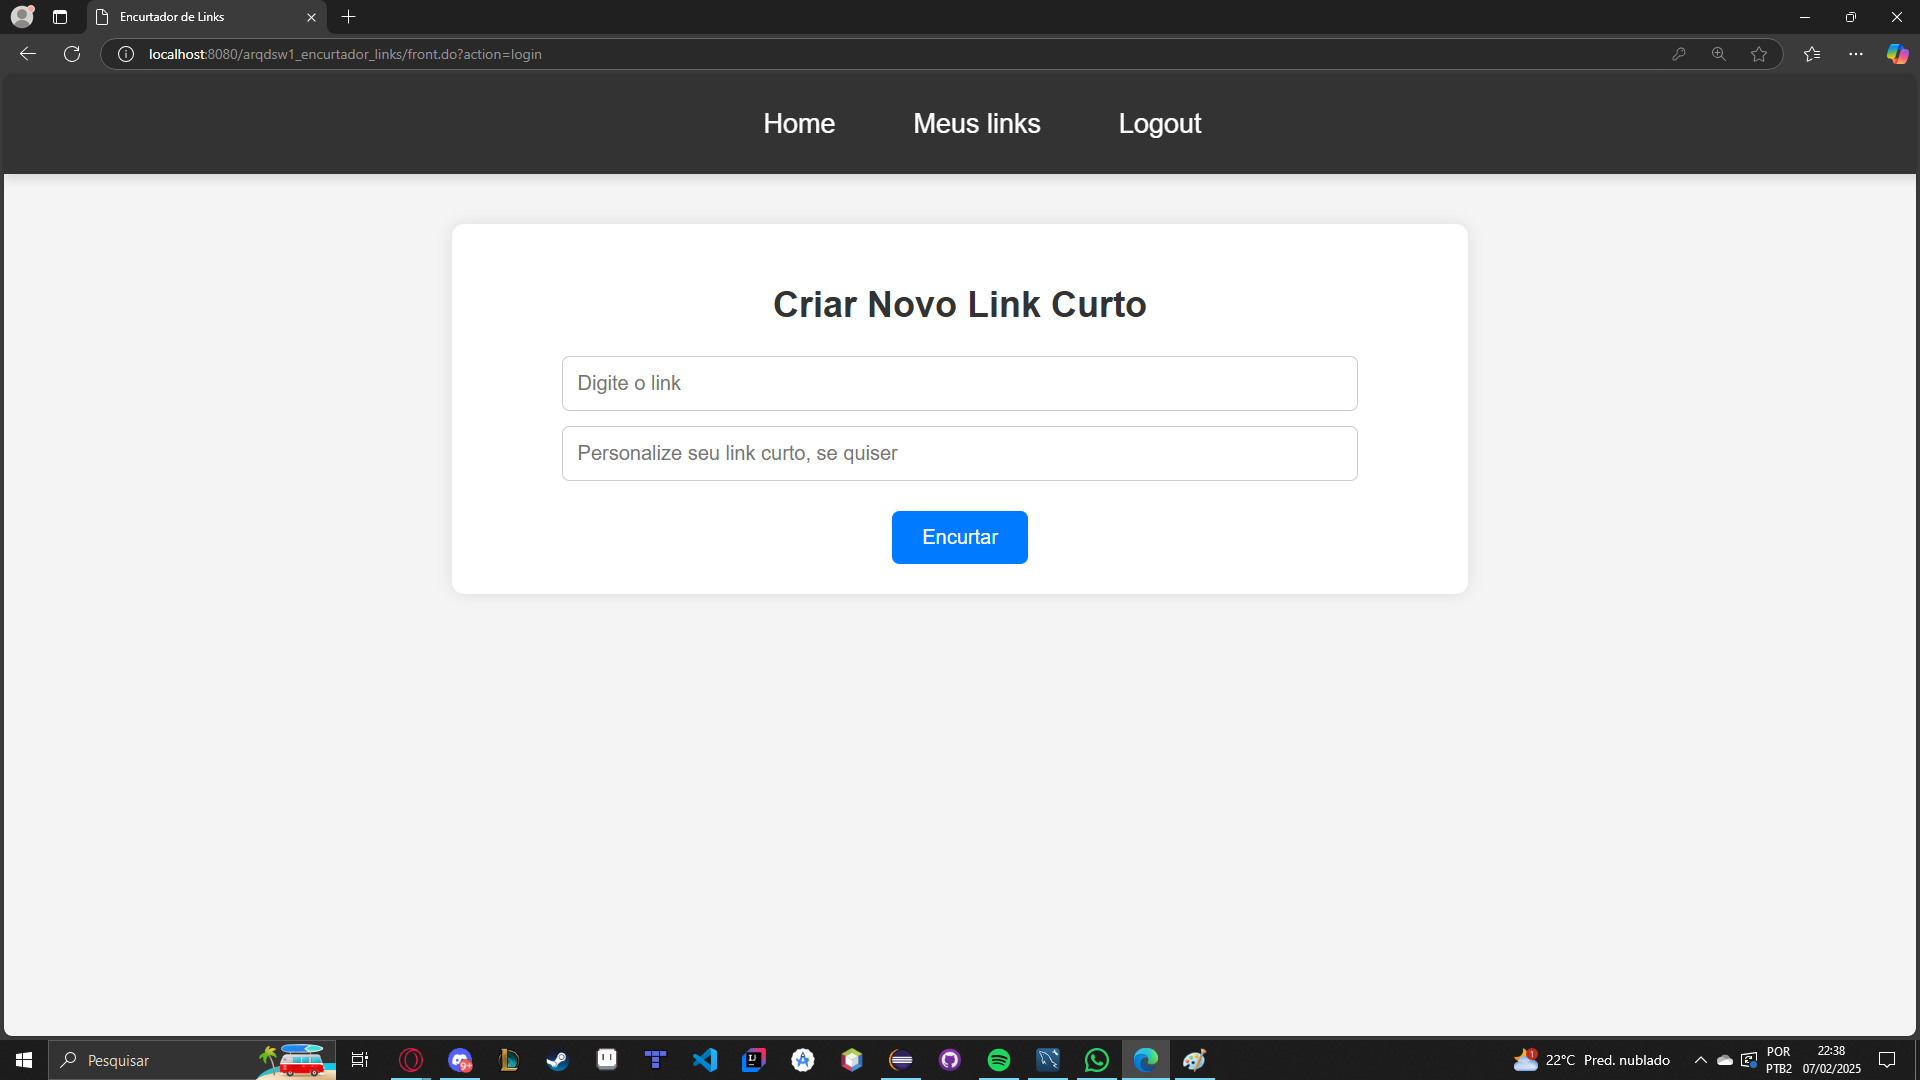 Encurtador de Links
localhost:8080/arqdsw1_encurtador_links/front.do?action=login
Home Meus links Logout
Criar Novo Link Curto
Digite o link
Personalize seu link curto, se quiser
Encurtar
Pesquisar
9+
1
22°C Pred. nublado
POR
PTB2
22:38
07/02/2025